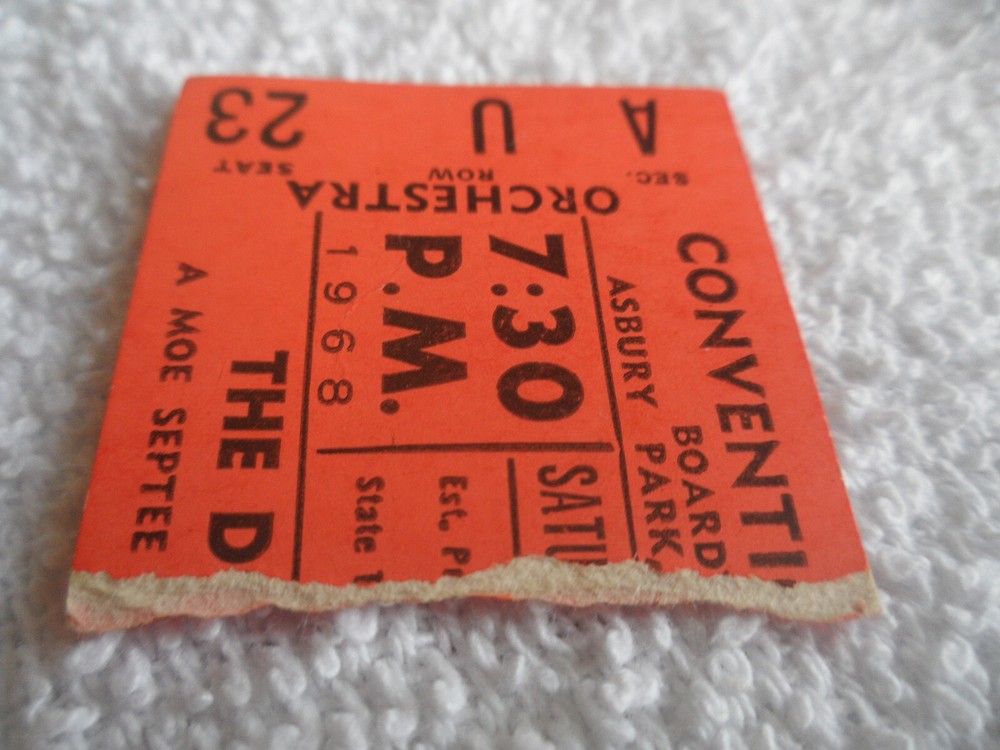 CONVENTI
BOARD
ASBURY PARK,
SATU
7:30
P.M.
1968
Est. P
State T
THE D
A MOE SEPTEE
ORCHESTRA
SEC. ROW SEAT
A U 23